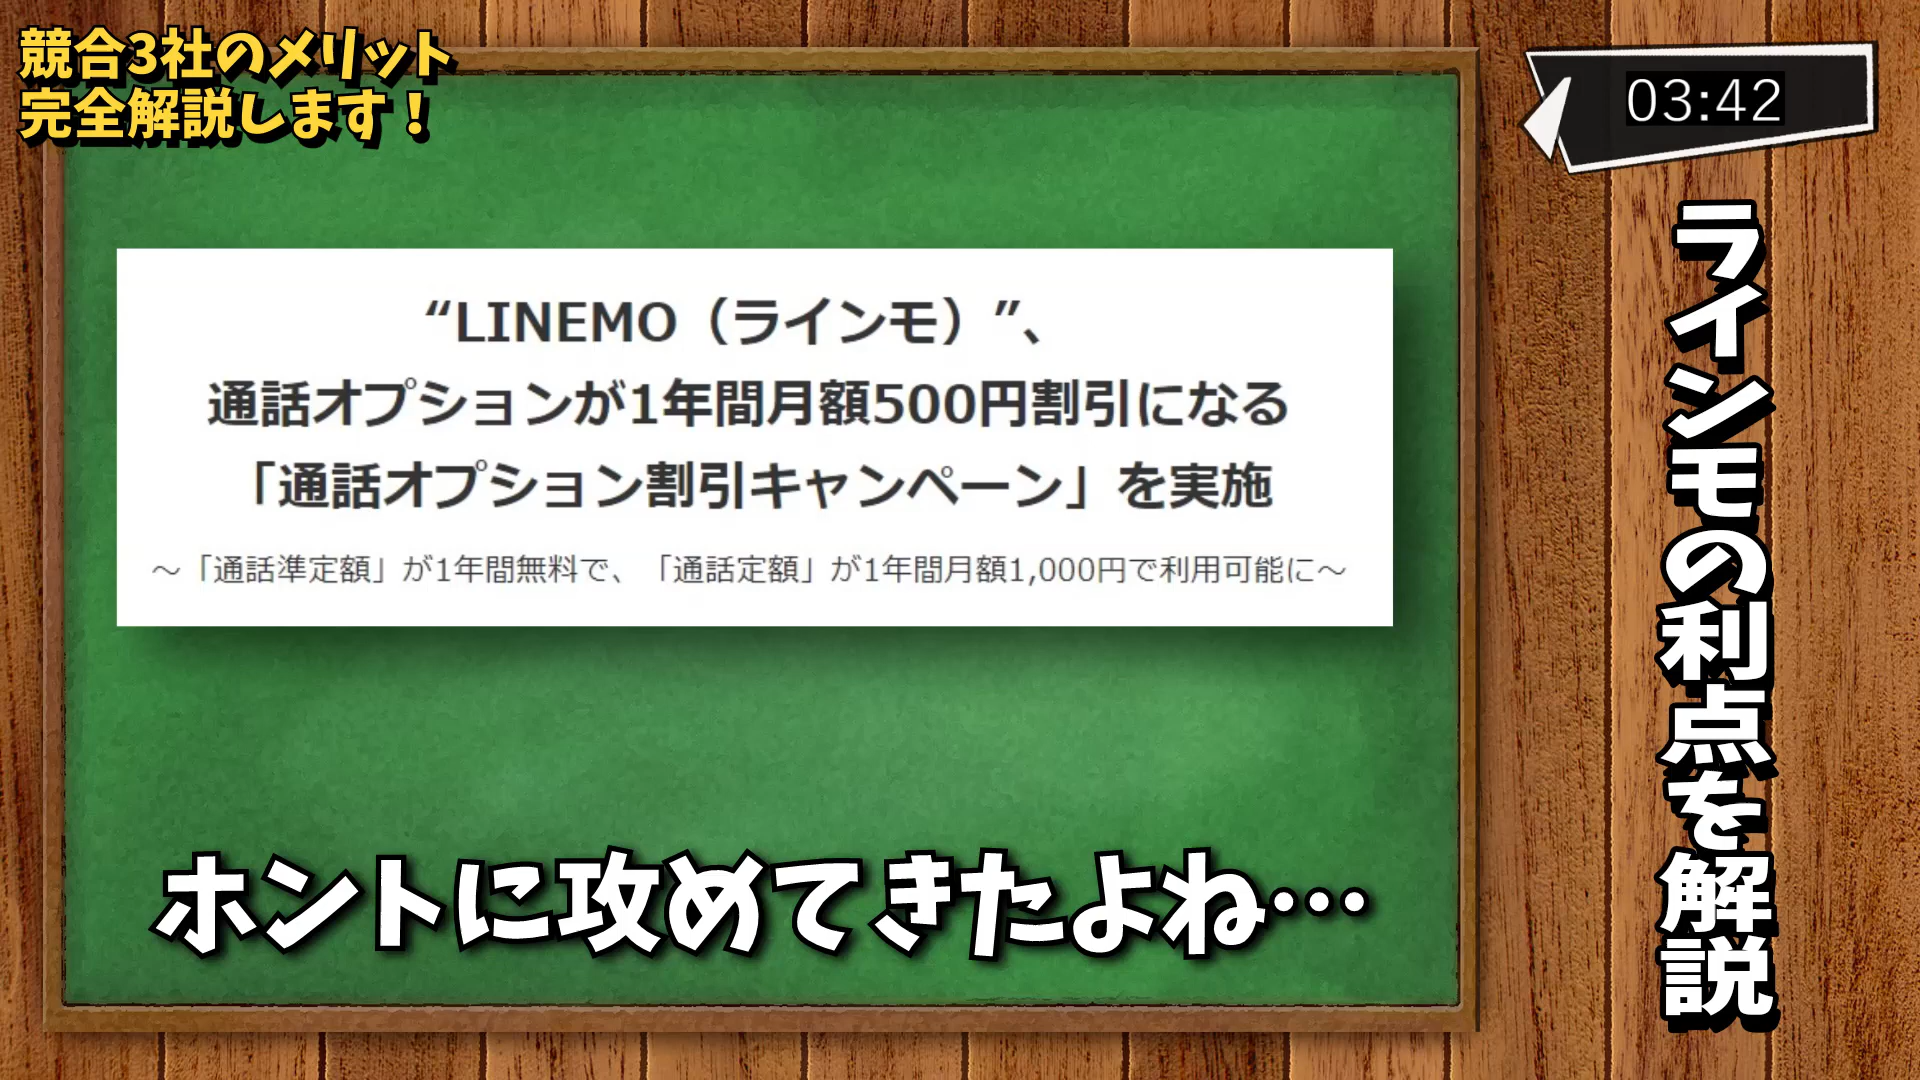 競合3社のメリット
完全解説します！
03:42
“LINEMO（ラインモ）”、
通話オプションが1年間月額500円割引になる
「通話オプション割引キャンペーン」を実施
～「通話準定額」が1年間無料で、「通話定額」が1年間月額1,000円で利用可能に～
ホントに攻めてきたよね…
ラインモの利点を解説